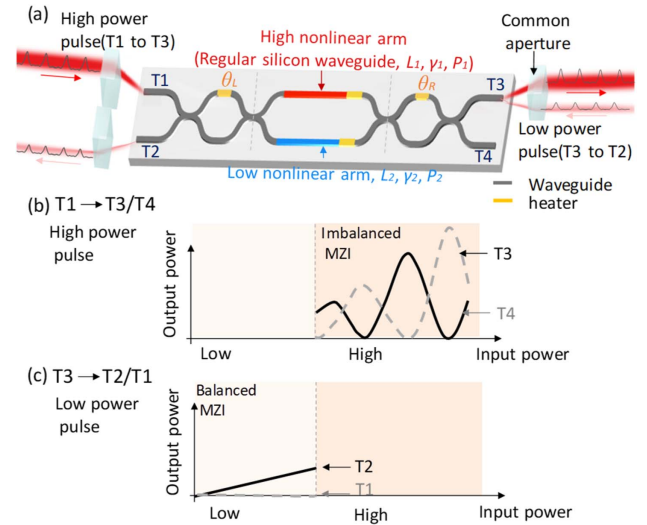 (a)
High power
pulse(T1 to T3)
High nonlinear arm
(Regular silicon waveguide, L1, γ1, P1)
Common
aperture
T1
θL
θR
T3
T2
T4
Low power
pulse(T3 to T2)
Low nonlinear arm, L2, γ2, P2
Waveguide
heater
(b) T1 → T3/T4
High power
pulse
Output power
Imbalanced
MZI
T3
T4
Low
High
Input power
(c) T3 → T2/T1
Low power
pulse
Output power
Balanced
MZI
T2
T1
Low
High
Input power